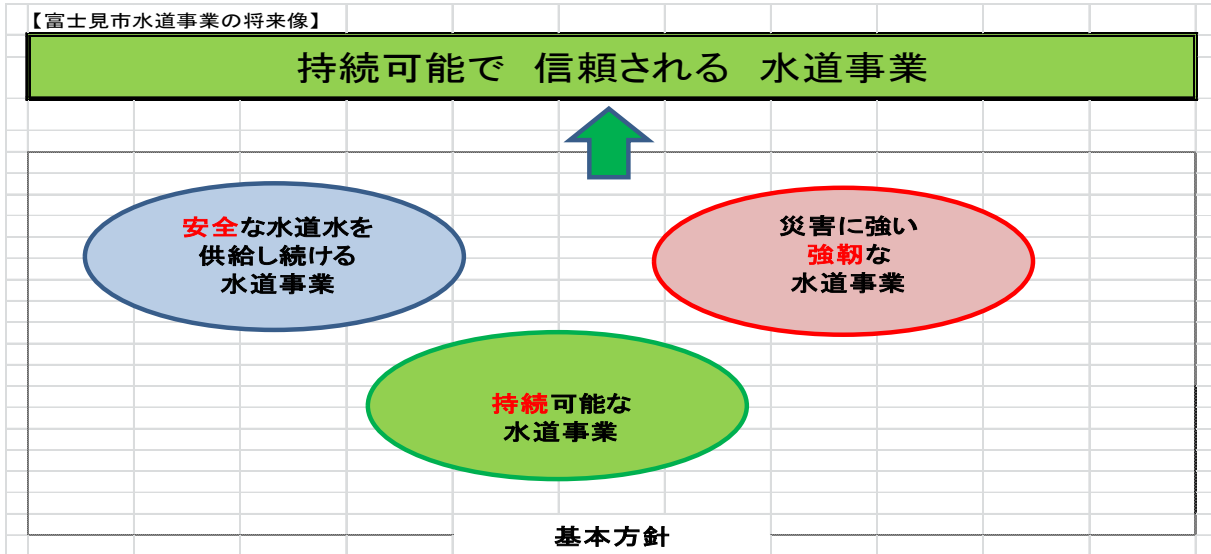 【富士見市水道事業の将来像】
持続可能で 信頼される 水道事業
安全な水道水を
供給し続ける
水道事業
災害に強い
強靭な
水道事業
持続可能な
水道事業
基本方針